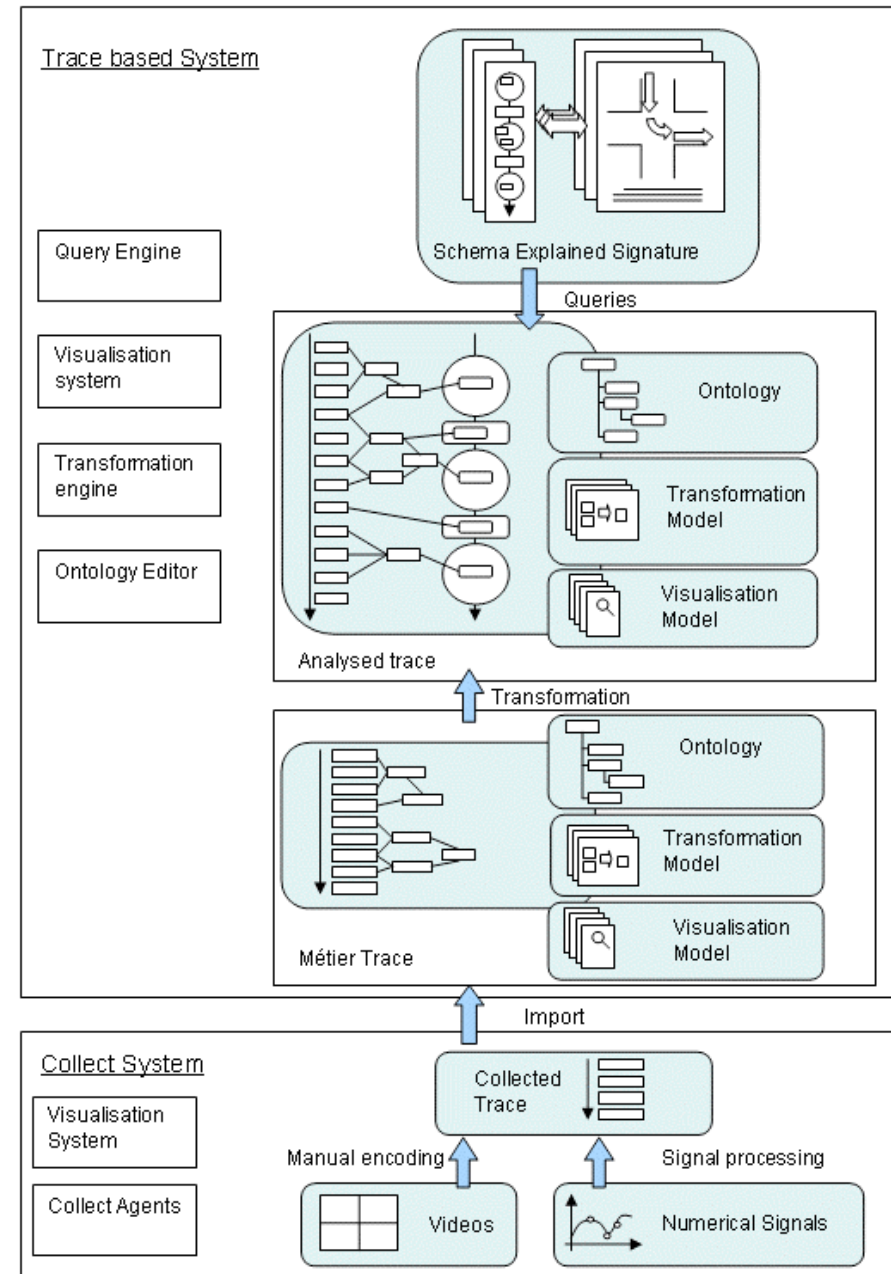 Trace based System
Schema Explained Signature
Query Engine
Queries
Visualisation
system
Ontology
Transformation
engine
Transformation
Model
Ontology Editor
Visualisation
Model
Analysed trace
Transformation
Ontology
Transformation
Model
Visualisation
Model
Métier Trace
Import
Collect System
Collected
Trace
Visualisation
System
Manual encoding
Signal processing
Collect Agents
Videos
Numerical Signals